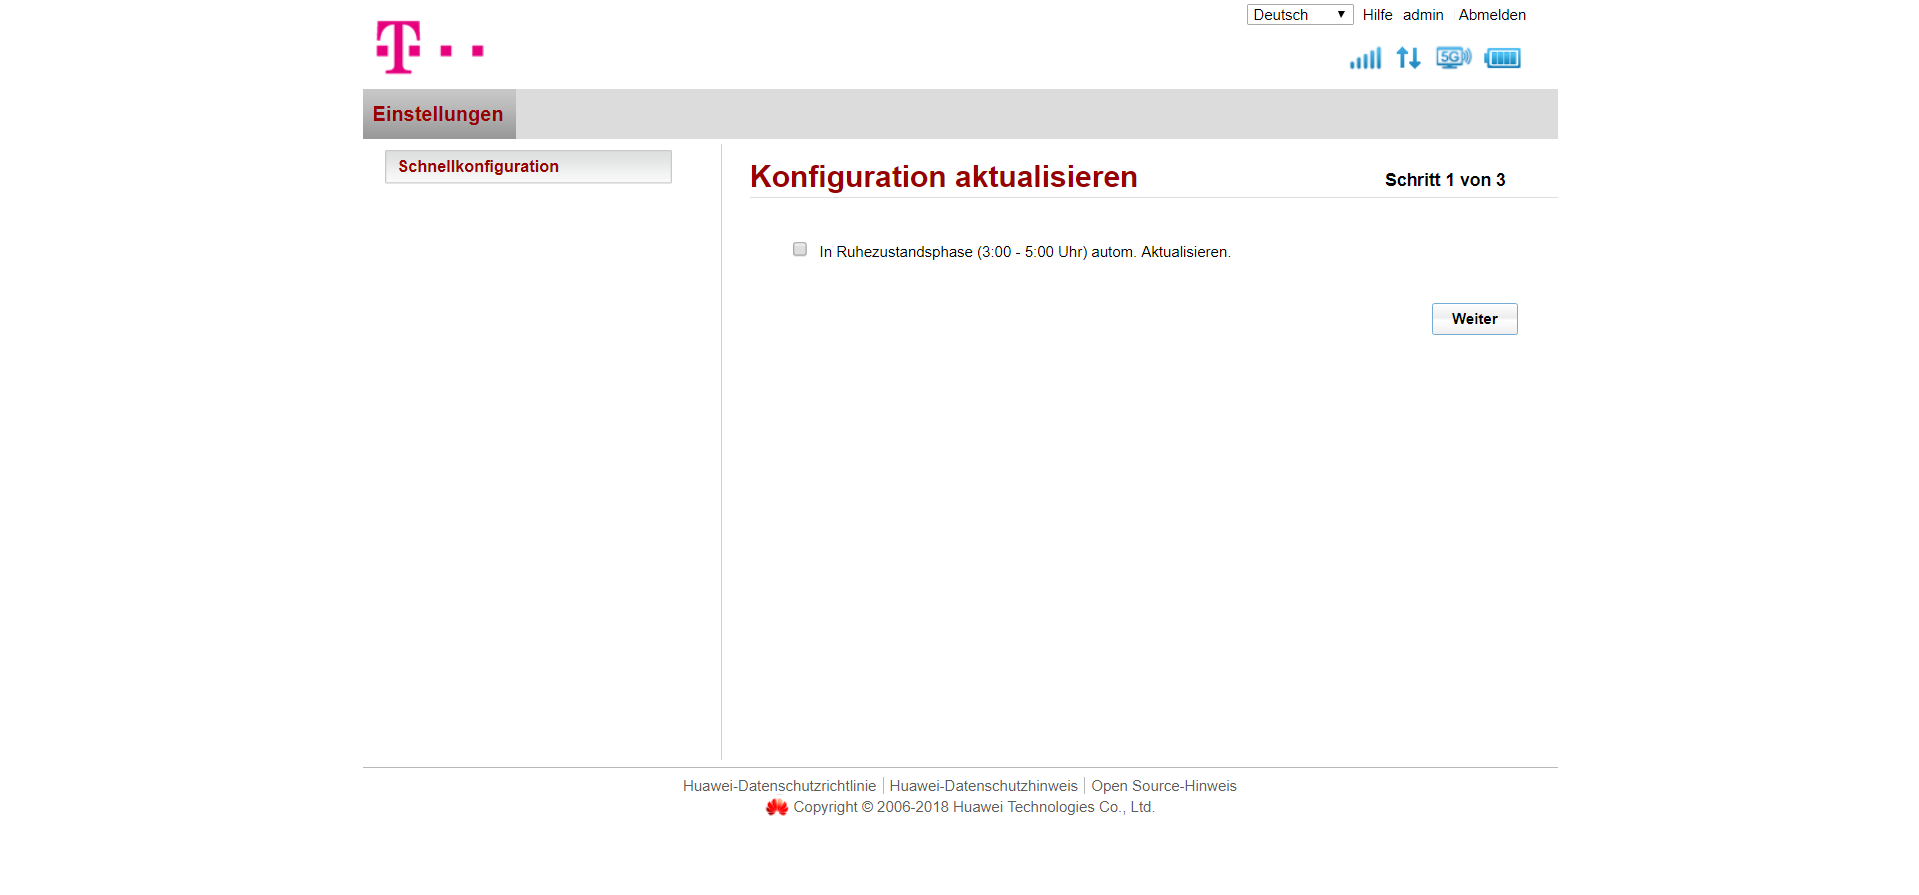 Deutsch Hilfe admin Abmelden
T
5G
Einstellungen
Schnellkonfiguration
Konfiguration aktualisieren
Schritt 1 von 3
In Ruhezustandsphase (3:00 - 5:00 Uhr) autom. Aktualisieren.
Weiter
Huawei-Datenschutzrichtlinie Huawei-Datenschutzhinweis Open Source-Hinweis
Copyright © 2006-2018 Huawei Technologies Co., Ltd.